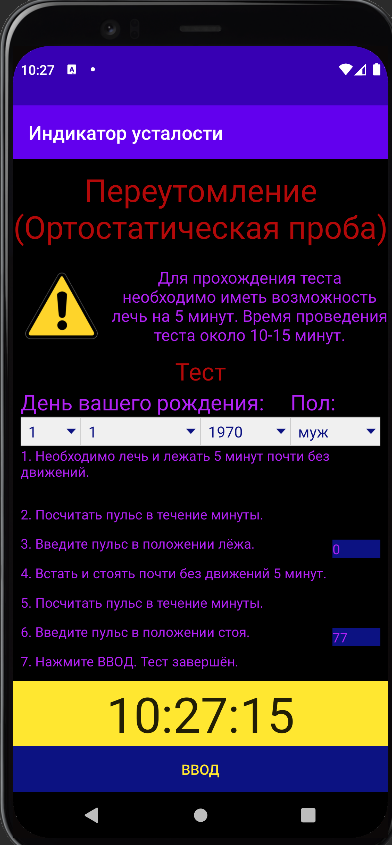 10:27
Индикатор усталости
Переутомление
(Ортостатическая проба)
Для прохождения теста
необходимо иметь возможность
лечь на 5 минут. Время проведения
теста около 10-15 минут.
Тест
День вашего рождения: Пол:
1 1 1970 муж
1. Необходимо лечь и лежать 5 минут почти без
движений.
2. Посчитать пульс в течение минуты.
3. Введите пульс в положении лёжа. 0
4. Встать и стоять почти без движений 5 минут.
5. Посчитать пульс в течение минуты.
6. Введите пульс в положении стоя. 77
7. Нажмите ВВОД. Тест завершён.
10:27:15
ВВОД